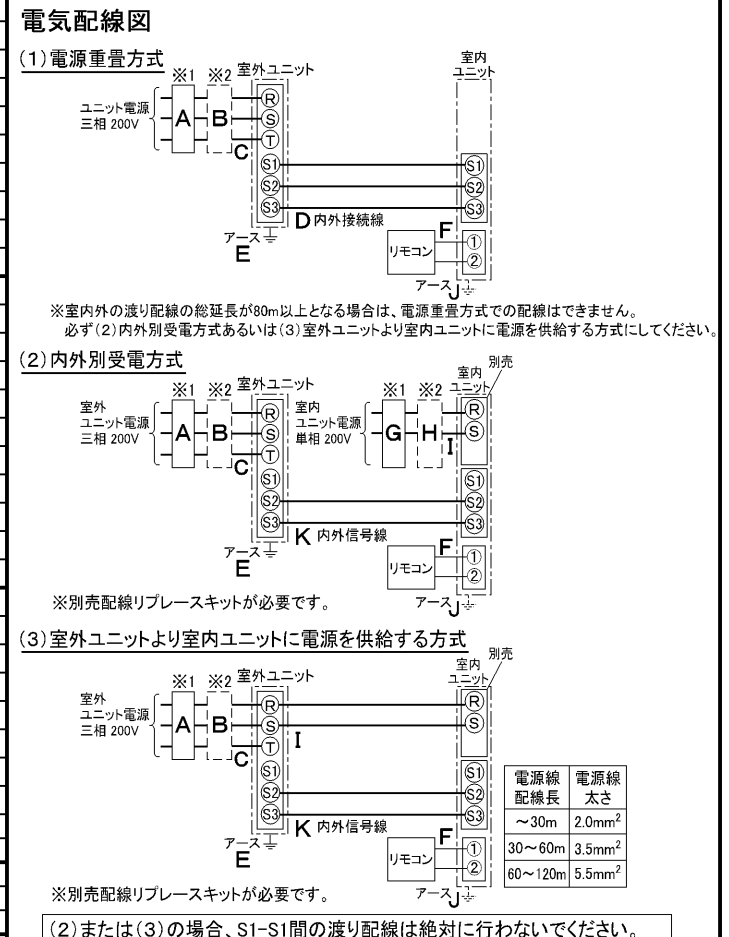 電気配線図
(1)電源重畳方式
※1 ※2 室外ユニット
室内
ユニット
ユニット電源
三相 200V
A B
C
R
S
T
S1
S2
S3
S1
S2
S3
D 内外接続線
アース
E
リモコン
F
①
②
アース J
※室内外の渡り配線の総延長が80m以上となる場合は、電源重畳方式での配線はできません。
必ず(2)内外別受電方式あるいは(3)室外ユニットより室内ユニットに電源を供給する方式にしてください。
(2)内外別受電方式
※1 ※2 室外ユニット
室外
ユニット電源
三相 200V
A B
C
R
S
T
S1
S2
S3
※1 ※2
室内
ユニット電源
単相 200V
G H
I
室内
ユニット
別売
R
S
S1
S2
S3
K 内外信号線
アース
E
リモコン
F
①
②
アース J
※別売配線リプレースキットが必要です。
(3)室外ユニットより室内ユニットに電源を供給する方式
※1 ※2 室外ユニット
室外
ユニット電源
三相 200V
A B
C
R
S
T
S1
S2
S3
I
室内
ユニット
別売
R
S
S1
S2
S3
K 内外信号線
アース
E
リモコン
F
①
②
アース J
電源線 電源線
配線長 太さ
～30m 2.0mm²
30～60m 3.5mm²
60～120m 5.5mm²
※別売配線リプレースキットが必要です。
(2)または(3)の場合、S1-S1間の渡り配線は絶対に行わないでください。